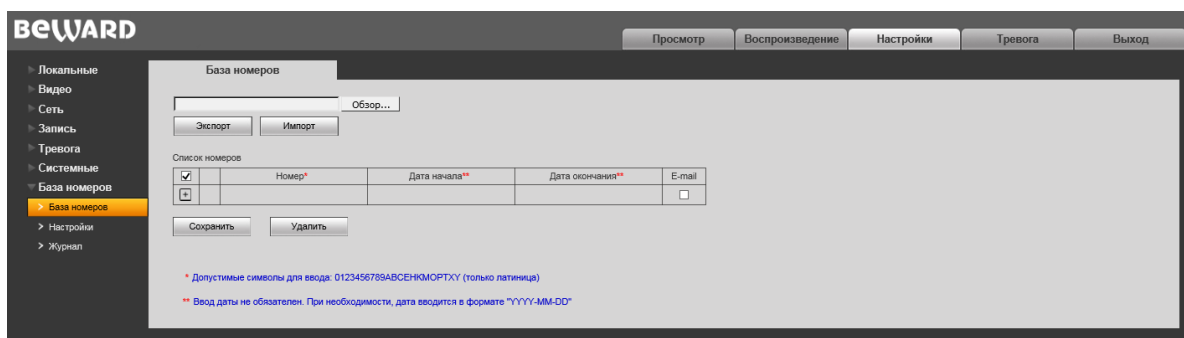 BEWARD
Просмотр Воспроизведение Настройки Тревога Выход
Локальные
Видео
Сеть
Запись
Тревога
Системные
База номеров
База номеров
Настройки
Журнал
База номеров
Обзор...
Экспорт Импорт
Список номеров
Номер* Дата начала** Дата окончания** E-mail
Сохранить Удалить
* Допустимые символы для ввода: 0123456789ABCEHKMOPTXY (только латиница)
** Ввод даты не обязателен. При необходимости, дата вводится в формате "YYYY-MM-DD"